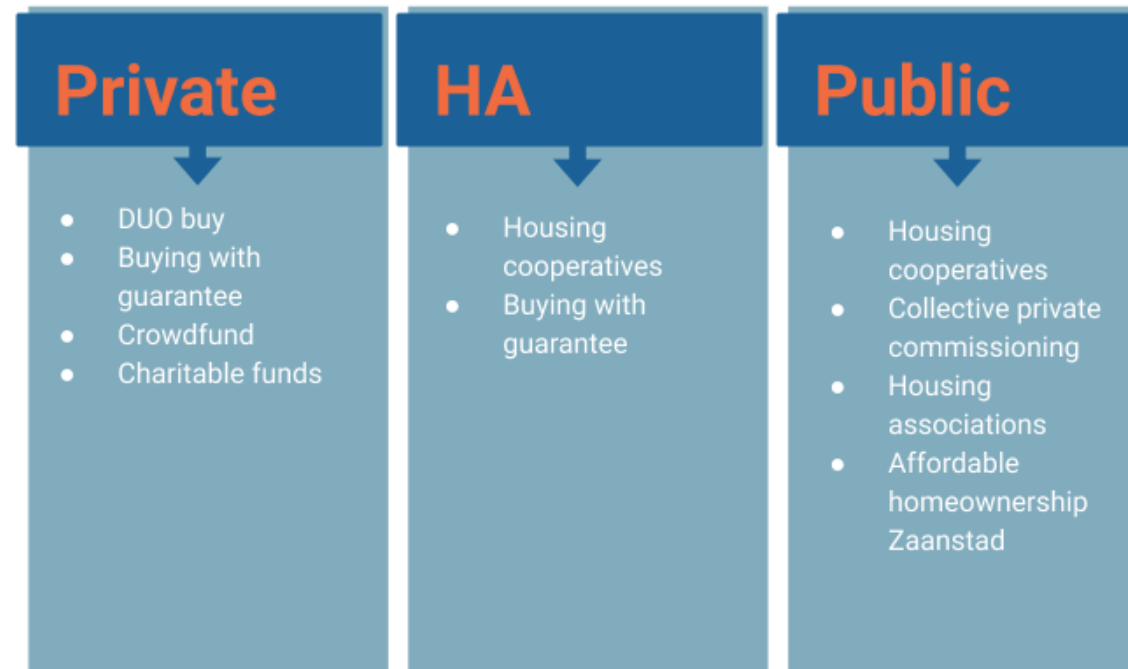 Private
● DUO buy
● Buying with
guarantee
● Crowdfund
● Charitable funds
HA
● Housing
cooperatives
● Buying with
guarantee
Public
● Housing
cooperatives
● Collective private
commissioning
● Housing
associations
● Affordable
homeownership
Zaanstad